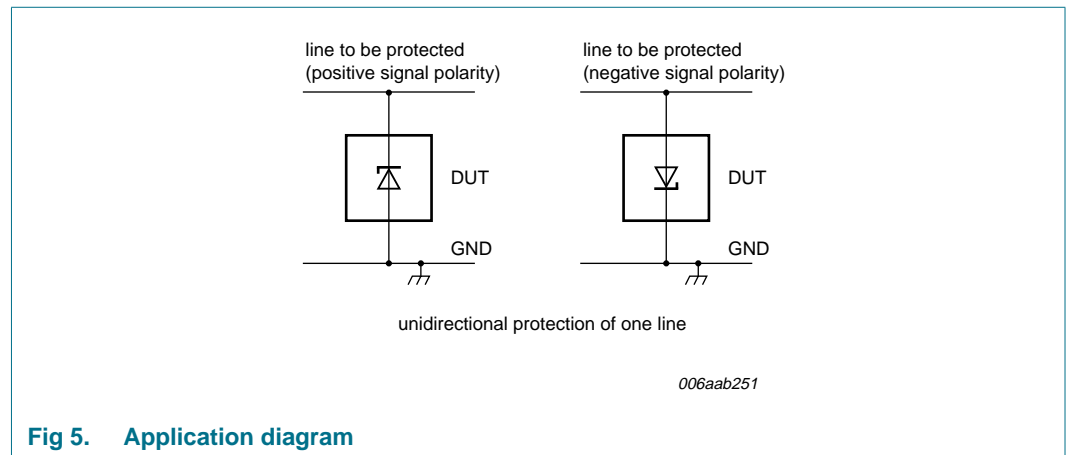 line to be protected
(positive signal polarity)
DUT
GND
line to be protected
(negative signal polarity)
DUT
GND
unidirectional protection of one line
006aab251
Fig 5. Application diagram